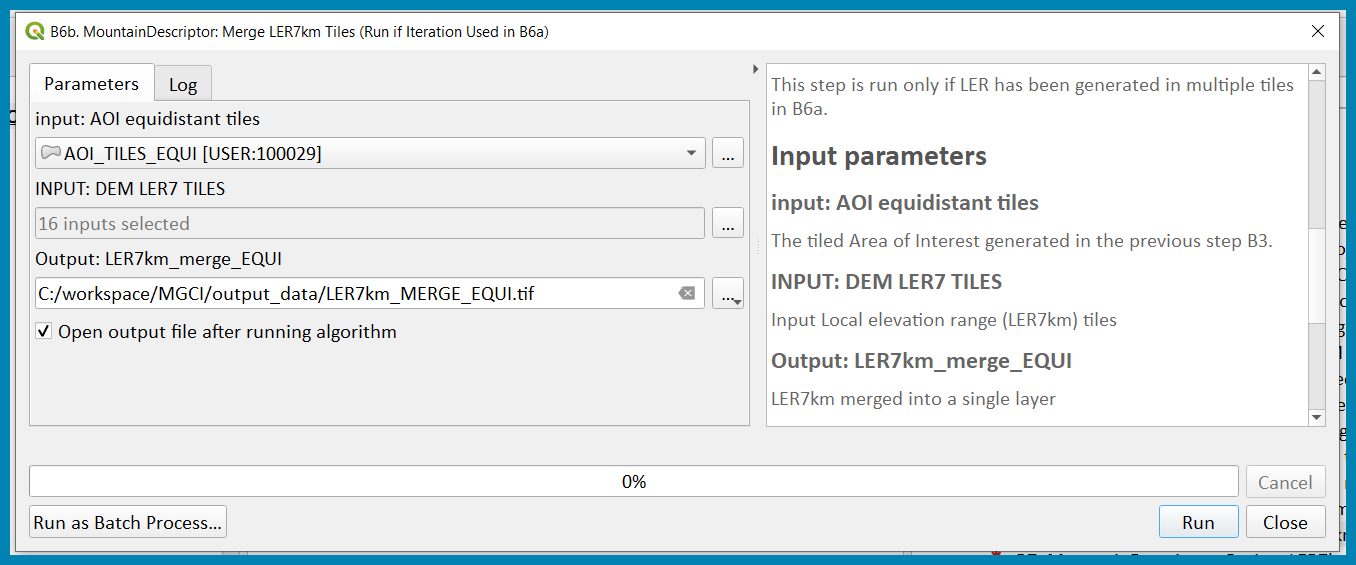 B6b. MountainDescriptor: Merge LER7km Tiles (Run if Iteration Used in B6a)
Parameters
Log
input: AOI equidistant tiles
AOI_TILES_EQUI [USER:100029]
...
INPUT: DEM LER7 TILES
16 inputs selected
...
Output: LER7km_merge_EQUI
C:/workspace/MGCI/output_data/LER7km_MERGE_EQUI.tif
...
Open output file after running algorithm
This step is run only if LER has been generated in multiple tiles
in B6a.
Input parameters
input: AOI equidistant tiles
The tiled Area of Interest generated in the previous step B3.
INPUT: DEM LER7 TILES
Input Local elevation range (LER7km) tiles
Output: LER7km_merge_EQUI
LER7km merged into a single layer
0%
Cancel
Run as Batch Process...
Run
Close